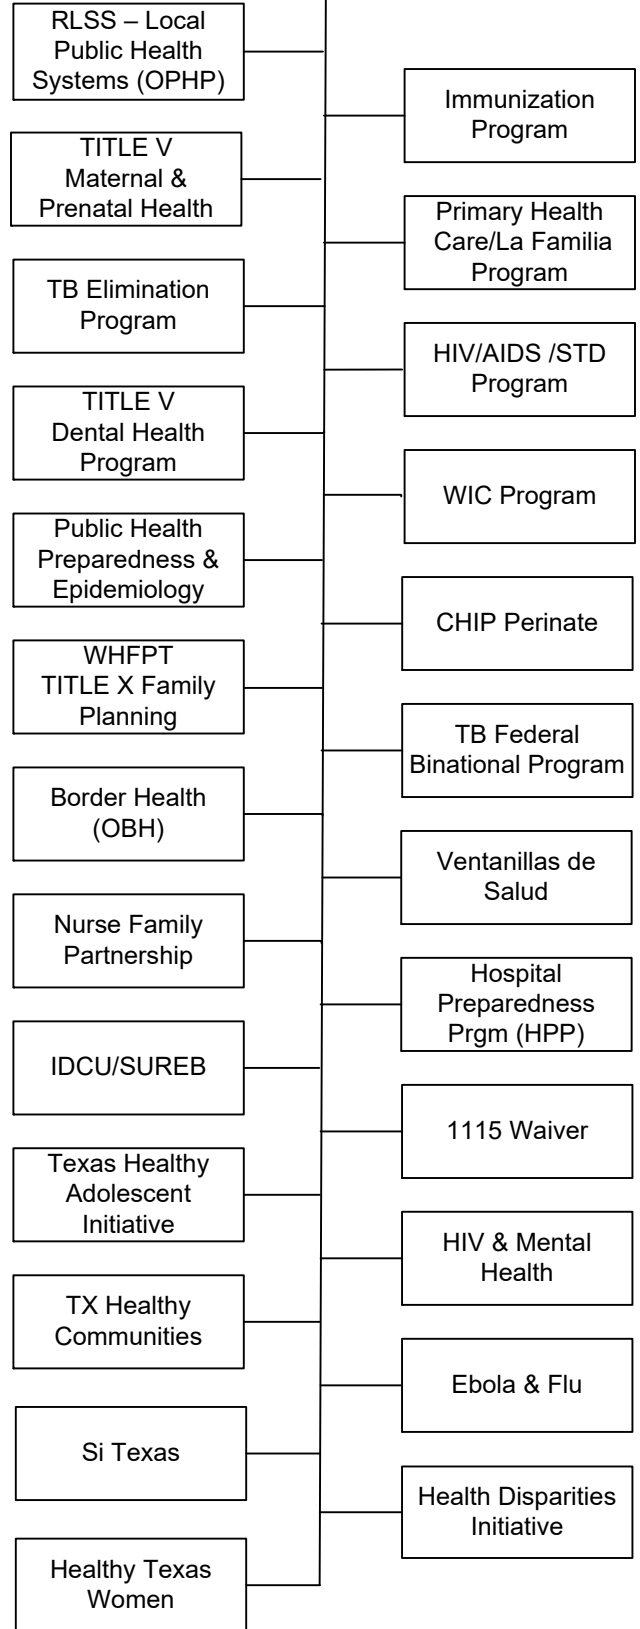 RLSS – Local
Public Health
Systems (OPHP)
Immunization
Program
TITLE V
Maternal &
Prenatal Health
Primary Health
Care/La Familia
Program
TB Elimination
Program
HIV/AIDS /STD
Program
TITLE V
Dental Health
Program
WIC Program
Public Health
Preparedness &
Epidemiology
CHIP Perinate
WHFPT
TITLE X Family
Planning
TB Federal
Binational Program
Border Health
(OBH)
Ventanillas de
Salud
Nurse Family
Partnership
Hospital
Preparedness
Prgm (HPP)
IDCU/SUREB
1115 Waiver
Texas Healthy
Adolescent
Initiative
HIV & Mental
Health
TX Healthy
Communities
Ebola & Flu
Si Texas
Health Disparities
Initiative
Healthy Texas
Women